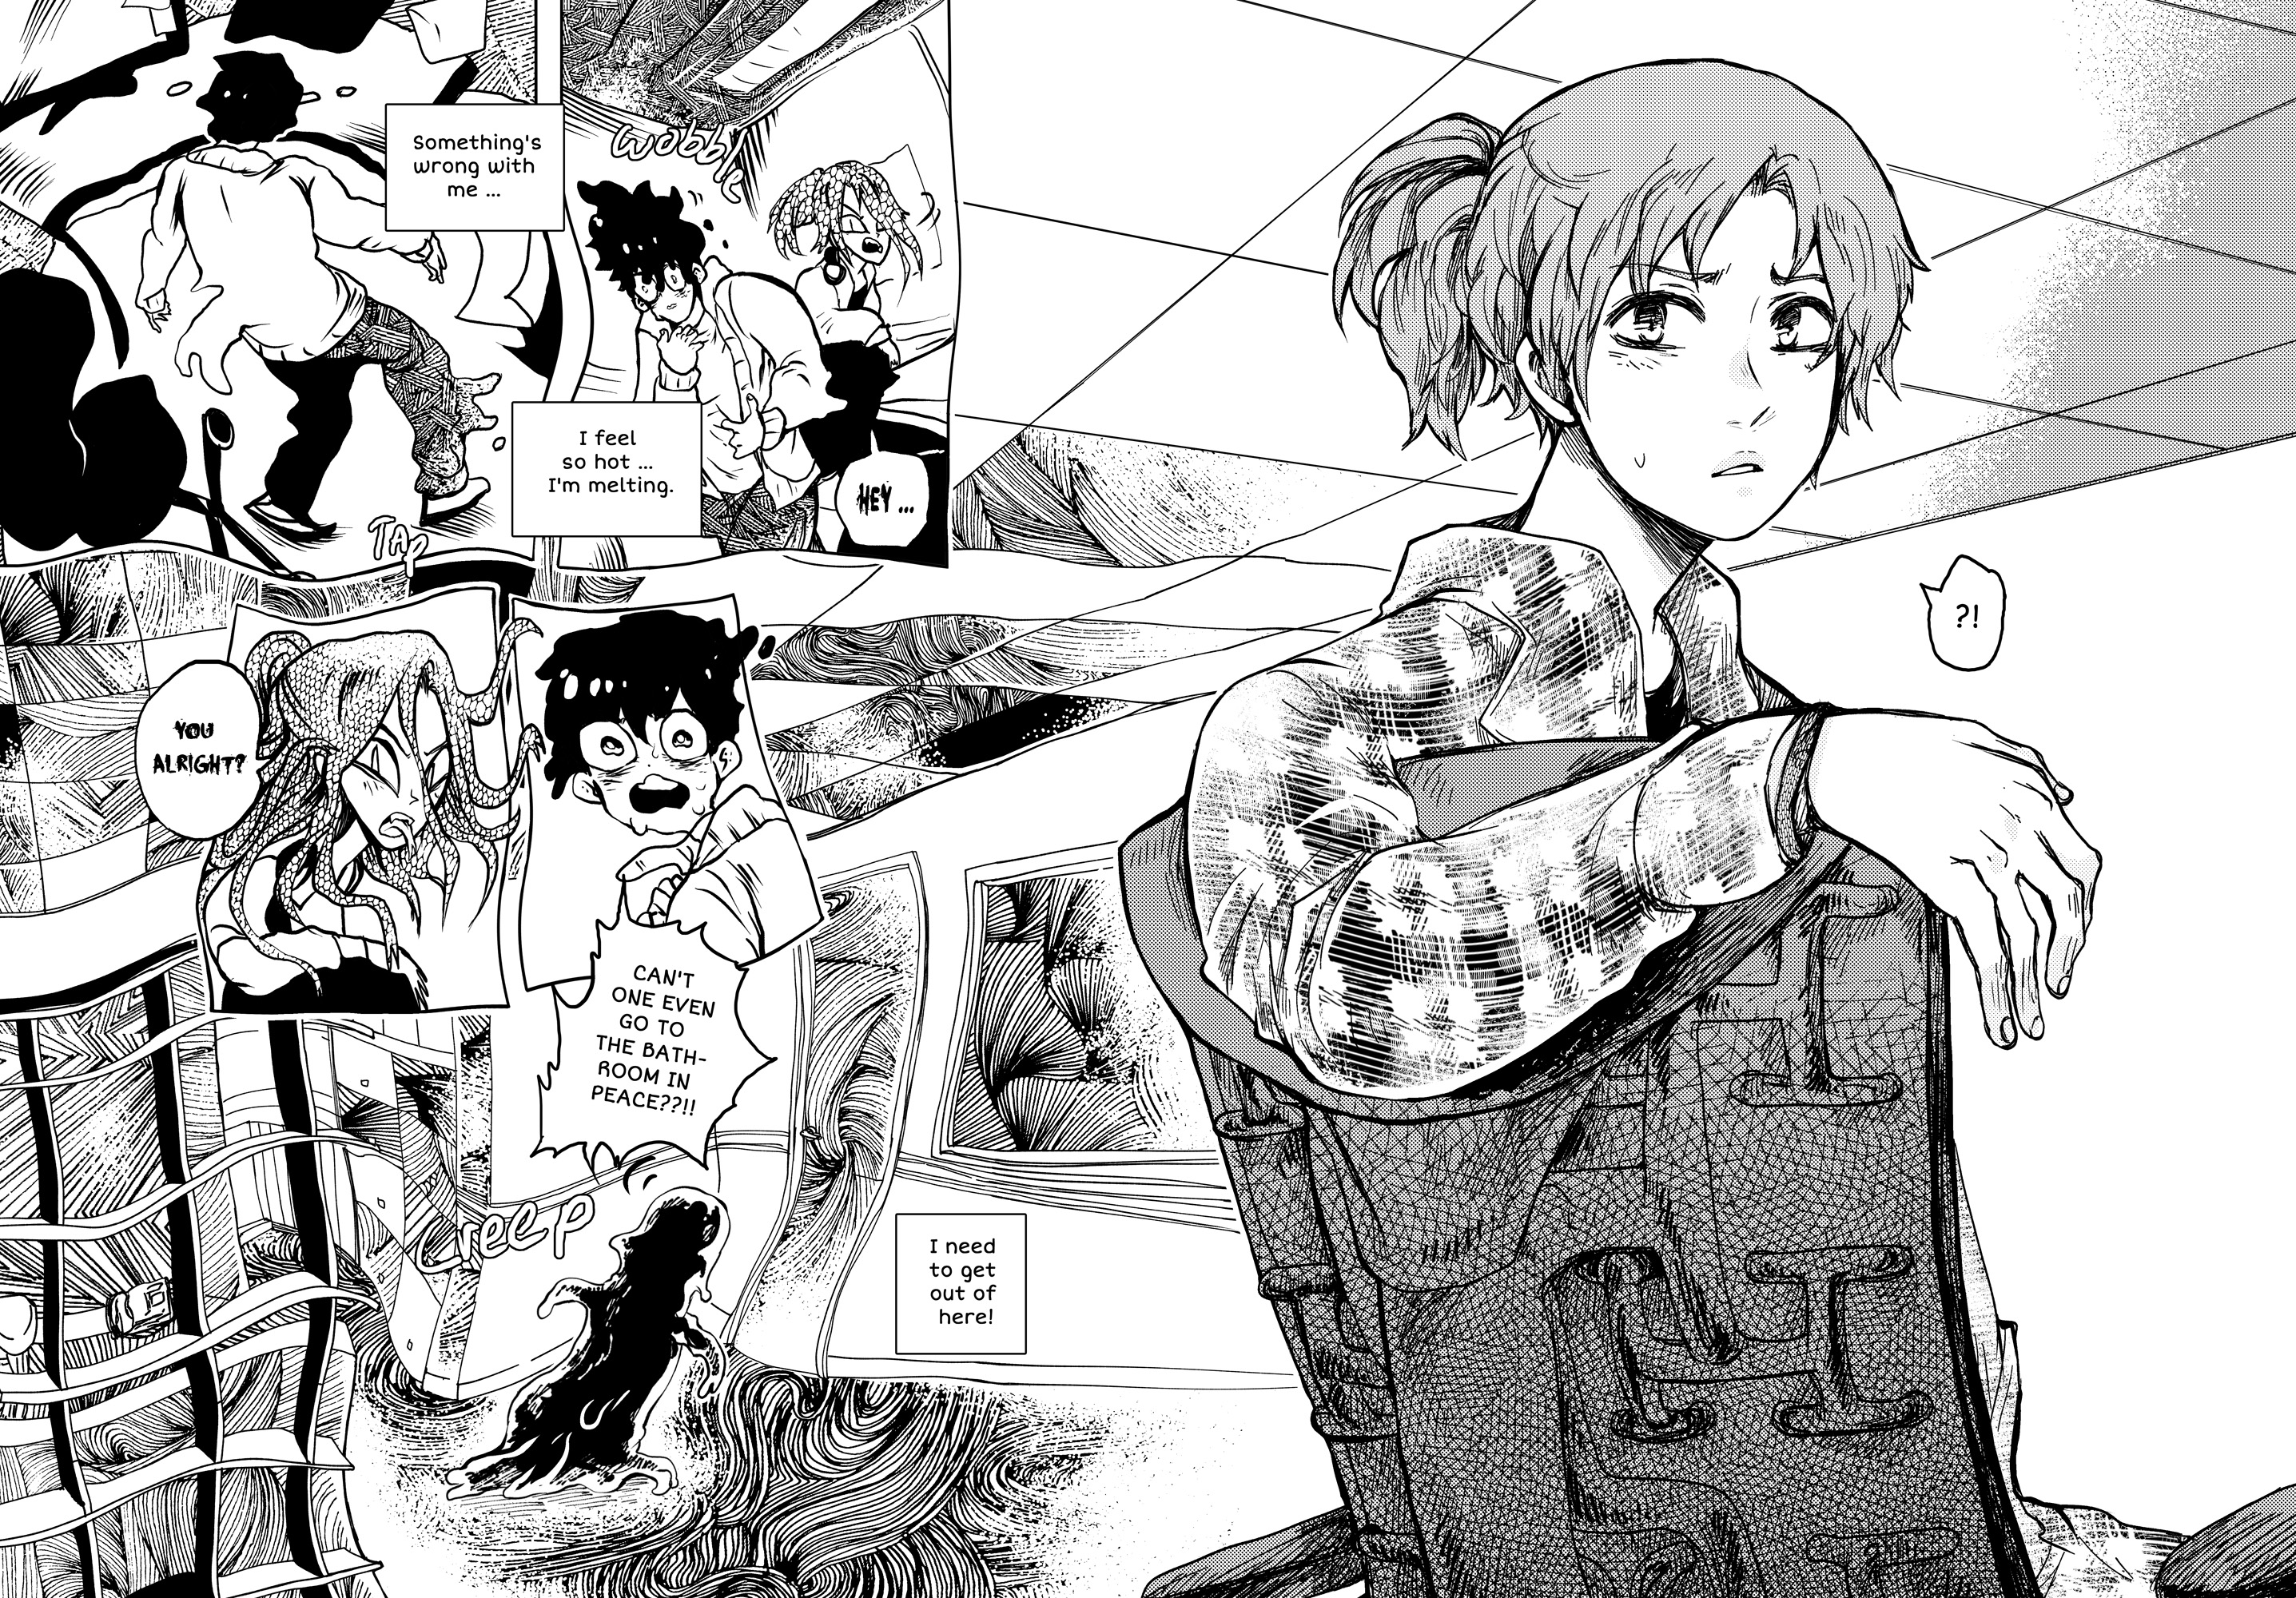 Something's
wrong with
me ...
wobble
I feel
so hot ...
I'm melting.
HEY ...
TAP
YOU
ALRIGHT?
CAN'T
ONE EVEN
GO TO
THE BATH-
ROOM IN
PEACE??!!
creep
I need
to get
out of
here!
?!